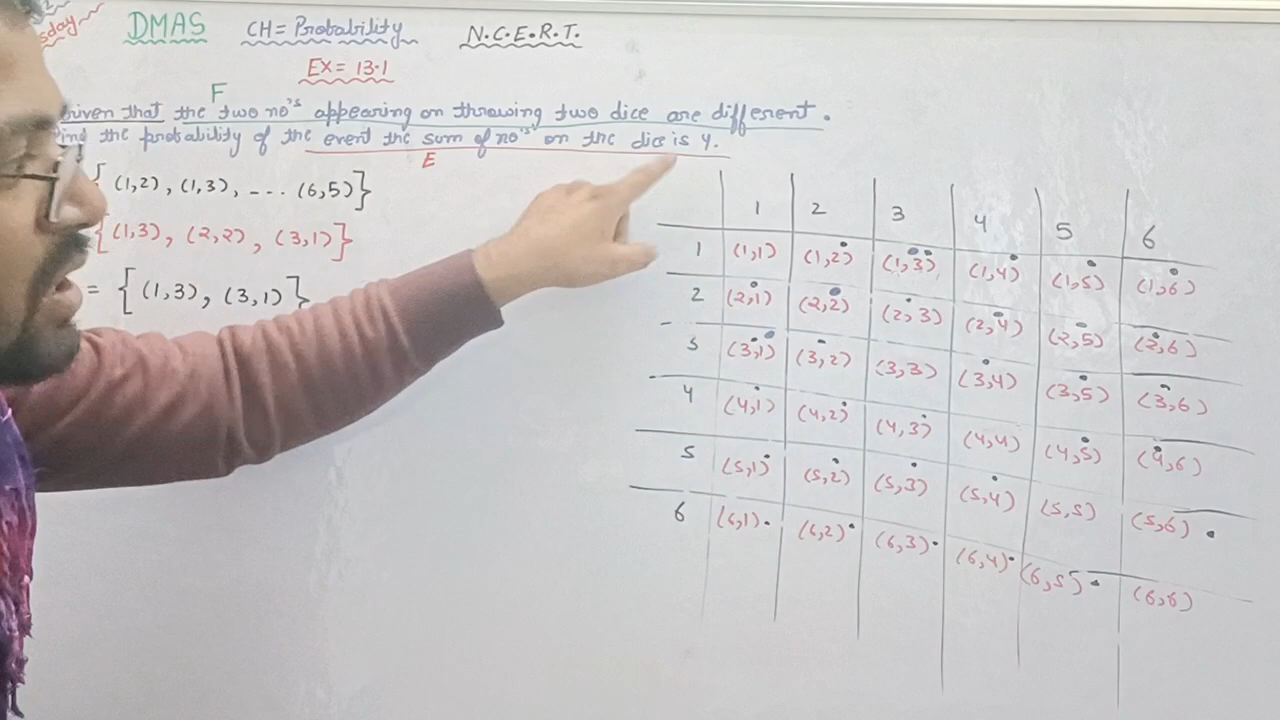 sday DMAS CH= Probability N.C.E.R.T.
EX= 13.1
F
Given that the two no's appearing on throwing two dice are different.
the probability of the event the sum of no's on the dice is 4.
E
{(1,2), (1,3), ---- (6,5)}
{(1,3), (2,2), (3,1)}
= {(1,3), (3,1)}
1 2 3 4 5 6
1 (1,1) (1,2) (1,3) (1,4) (1,5) (1,6)
2 (2,1) (2,2) (2,3) (2,4) (2,5) (2,6)
3 (3,1) (3,2) (3,3) (3,4) (3,5) (3,6)
4 (4,1) (4,2) (4,3) (4,4) (4,5) (4,6)
5 (5,1) (5,2) (5,3) (5,4) (5,5) (5,6)
6 (6,1) (6,2) (6,3) (6,4) (6,5) (6,6)